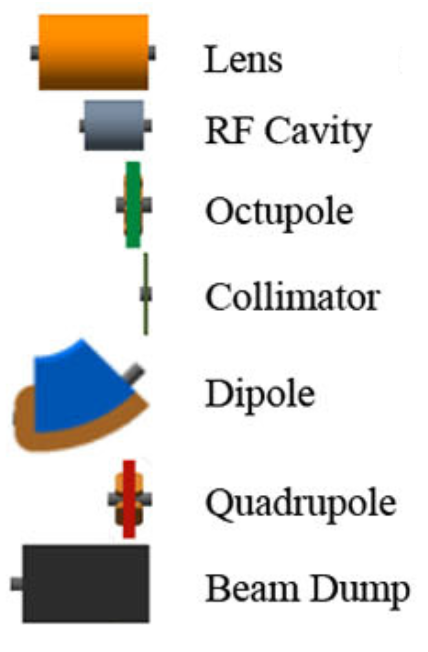 Lens
RF Cavity
Octupole
Collimator
Dipole
Quadrupole
Beam Dump